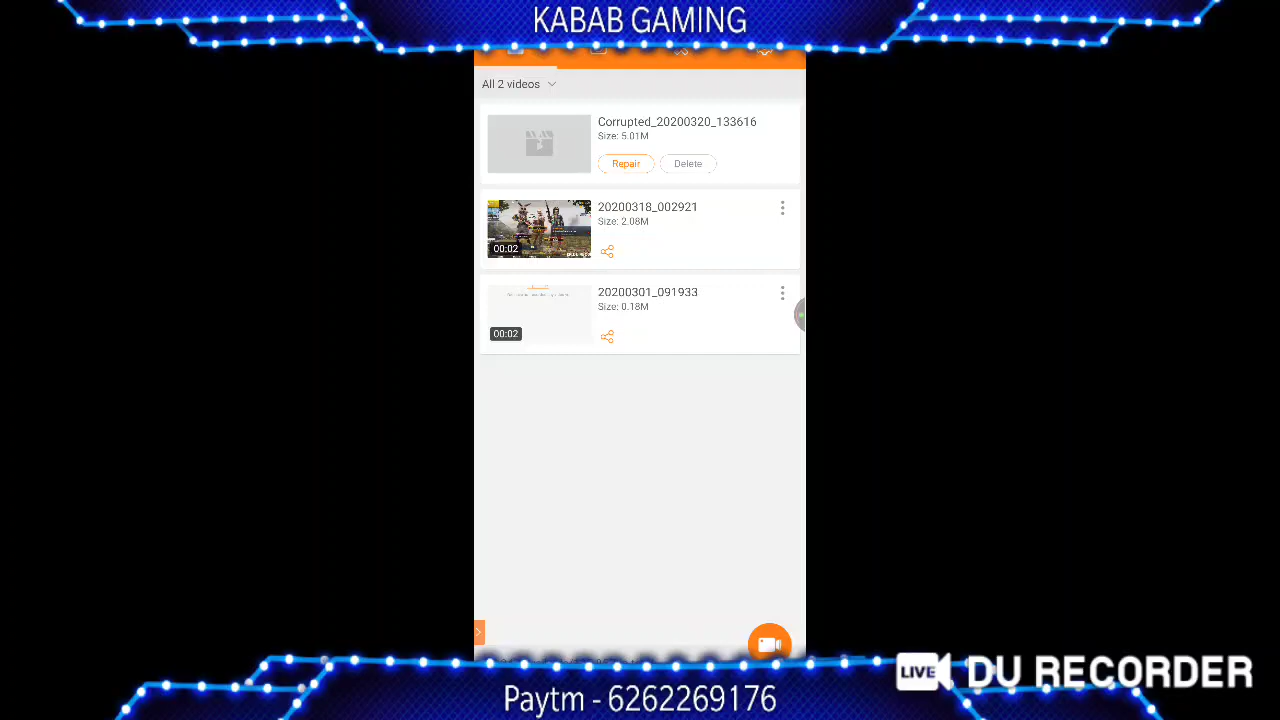 KABAB GAMING
All 2 videos
Corrupted_20200320_133616
Size: 5.01M
Repair
Delete
20200318_002921
Size: 2.08M
00:02
20200301_091933
Size: 0.18M
00:02
LIVE DU RECORDER
Paytm - 6262269176